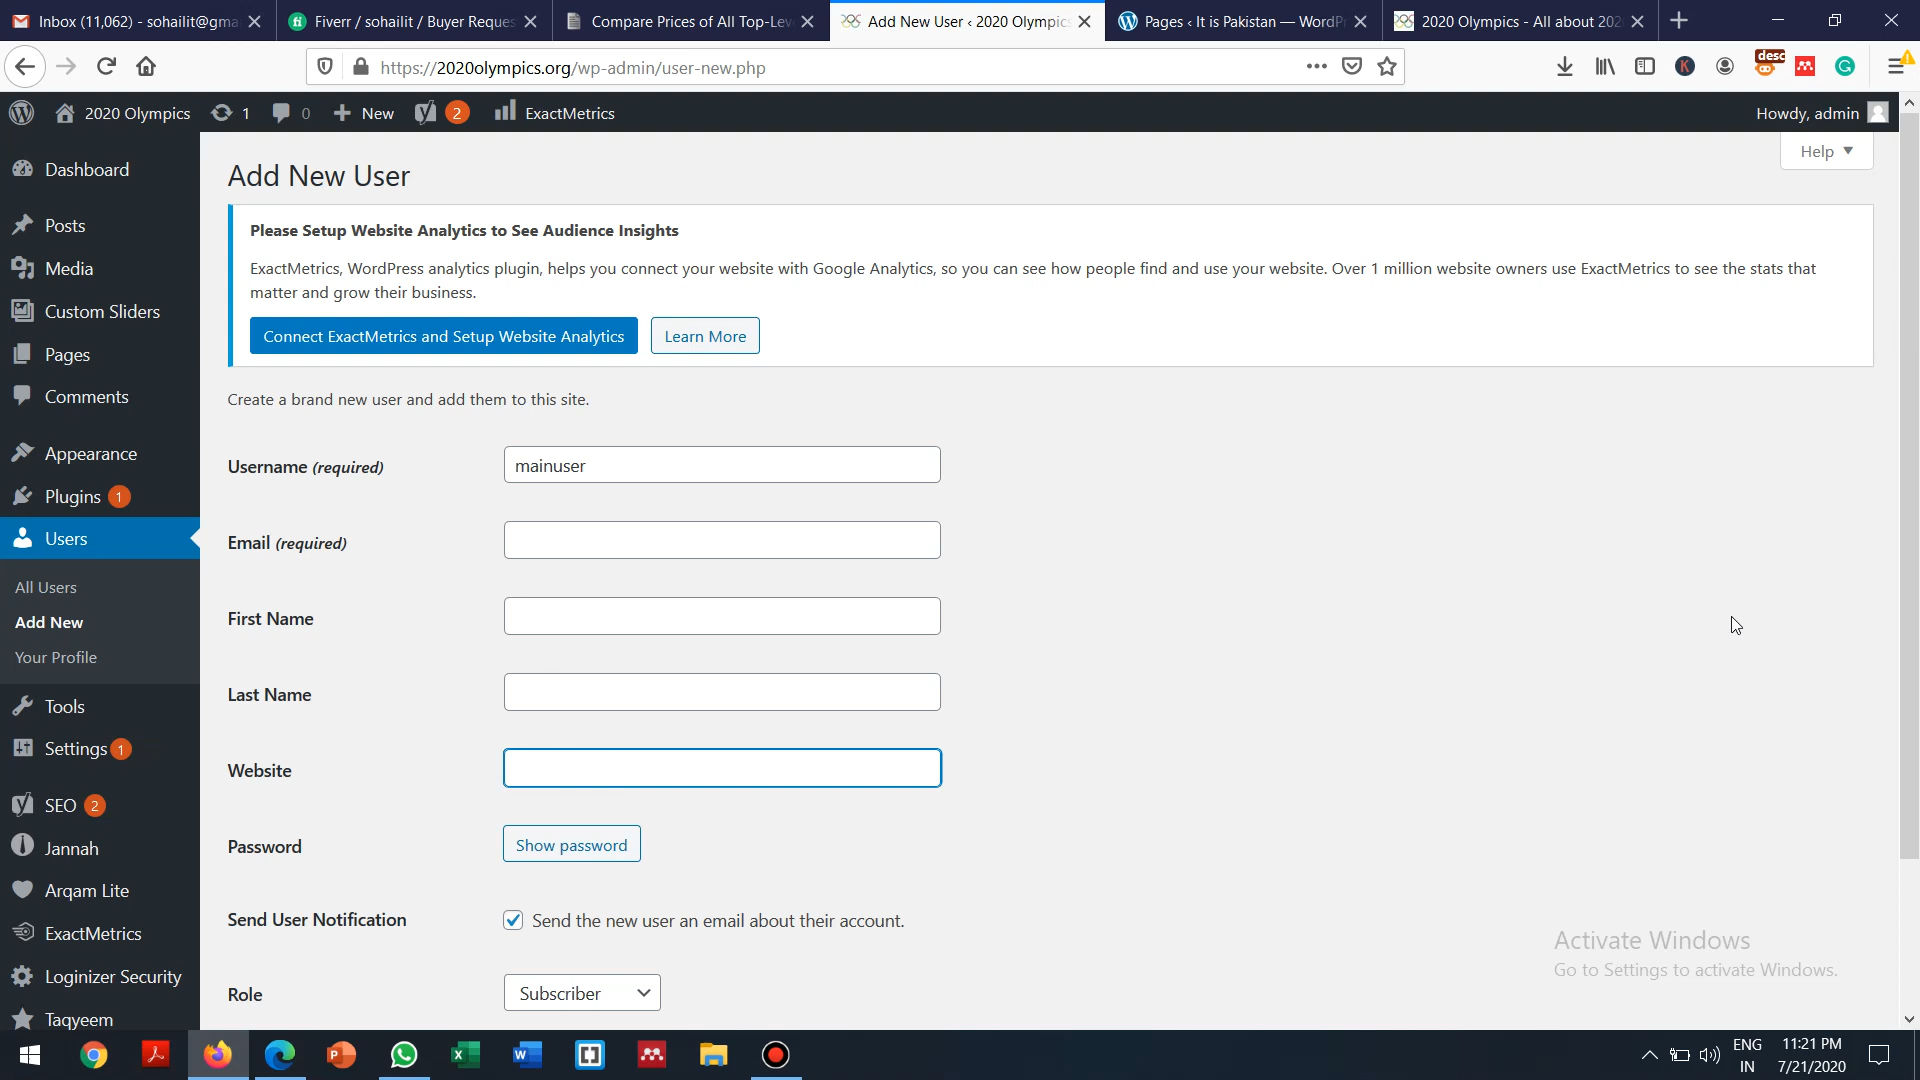 Inbox (11,062) - sohailit@gma
Fiverr / sohailit / Buyer Reques
Compare Prices of All Top-Lev
Add New User ‹ 2020 Olympics
Pages ‹ It is Pakistan — WordPr
2020 Olympics - All about 202
https://2020olympics.org/wp-admin/user-new.php
desc
2020 Olympics
1
0
New
2
ExactMetrics
Howdy, admin
Help
Dashboard
Posts
Media
Custom Sliders
Pages
Comments
Appearance
Plugins 1
Users
All Users
Add New
Your Profile
Tools
Settings 1
SEO 2
Jannah
Arqam Lite
ExactMetrics
Loginizer Security
Taqyeem
Add New User
Please Setup Website Analytics to See Audience Insights
ExactMetrics, WordPress analytics plugin, helps you connect your website with Google Analytics, so you can see how people find and use your website. Over 1 million website owners use ExactMetrics to see the stats that
matter and grow their business.
Connect ExactMetrics and Setup Website Analytics
Learn More
Create a brand new user and add them to this site.
Username (required)
mainuser
Email (required)
First Name
Last Name
Website
Password
Show password
Send User Notification
Send the new user an email about their account.
Role
Subscriber
Activate Windows
Go to Settings to activate Windows.
ENG
IN
11:21 PM
7/21/2020